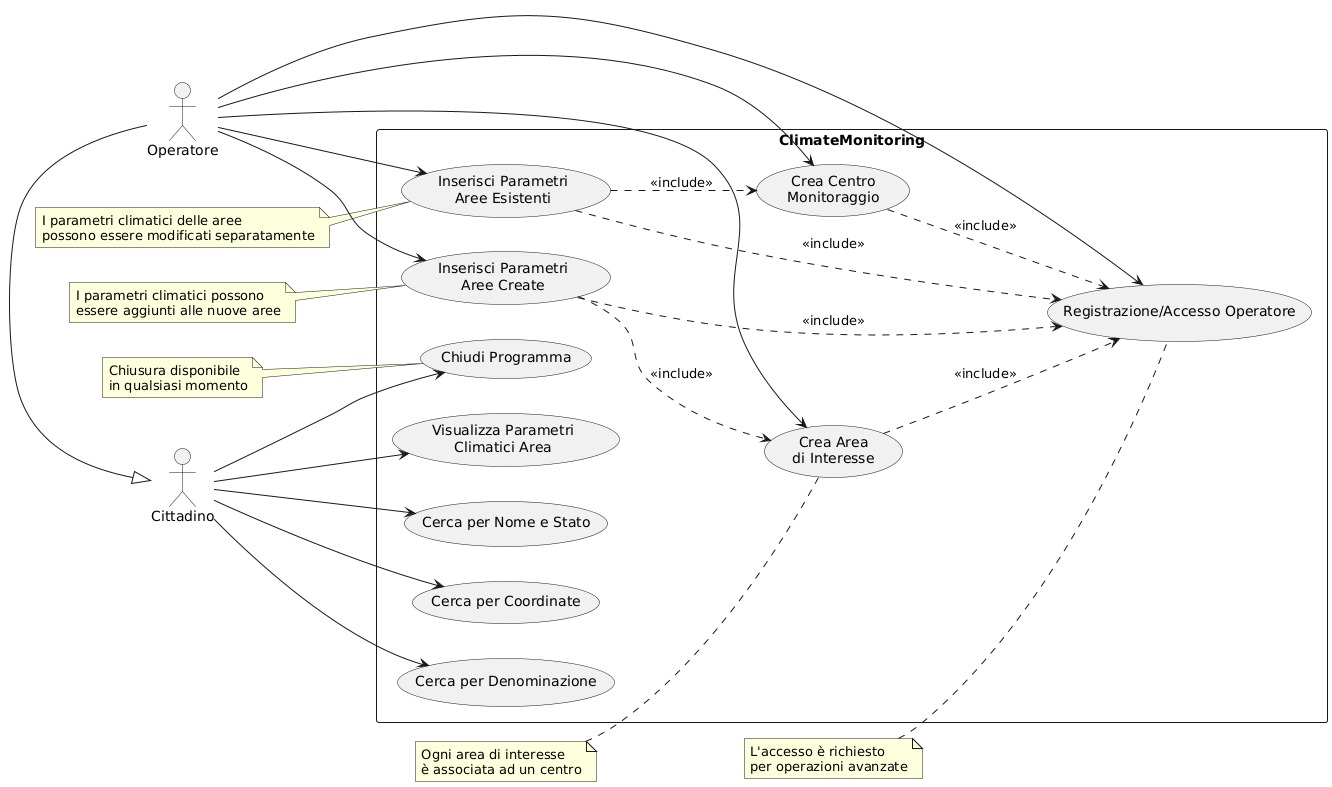 ClimateMonitoring
Operatore
Inserisci Parametri
Aree Esistenti
«include»
Crea Centro
Monitoraggio
I parametri climatici delle aree
possono essere modificati separatamente
«include»
«include»
Inserisci Parametri
Aree Create
I parametri climatici possono
essere aggiunti alle nuove aree
Registrazione/Accesso Operatore
«include»
Chiudi Programma
Chiusura disponibile
in qualsiasi momento
«include»
«include»
Visualizza Parametri
Climatici Area
Crea Area
di Interesse
Cittadino
Cerca per Nome e Stato
Cerca per Coordinate
Cerca per Denominazione
Ogni area di interesse
è associata ad un centro
L'accesso è richiesto
per operazioni avanzate